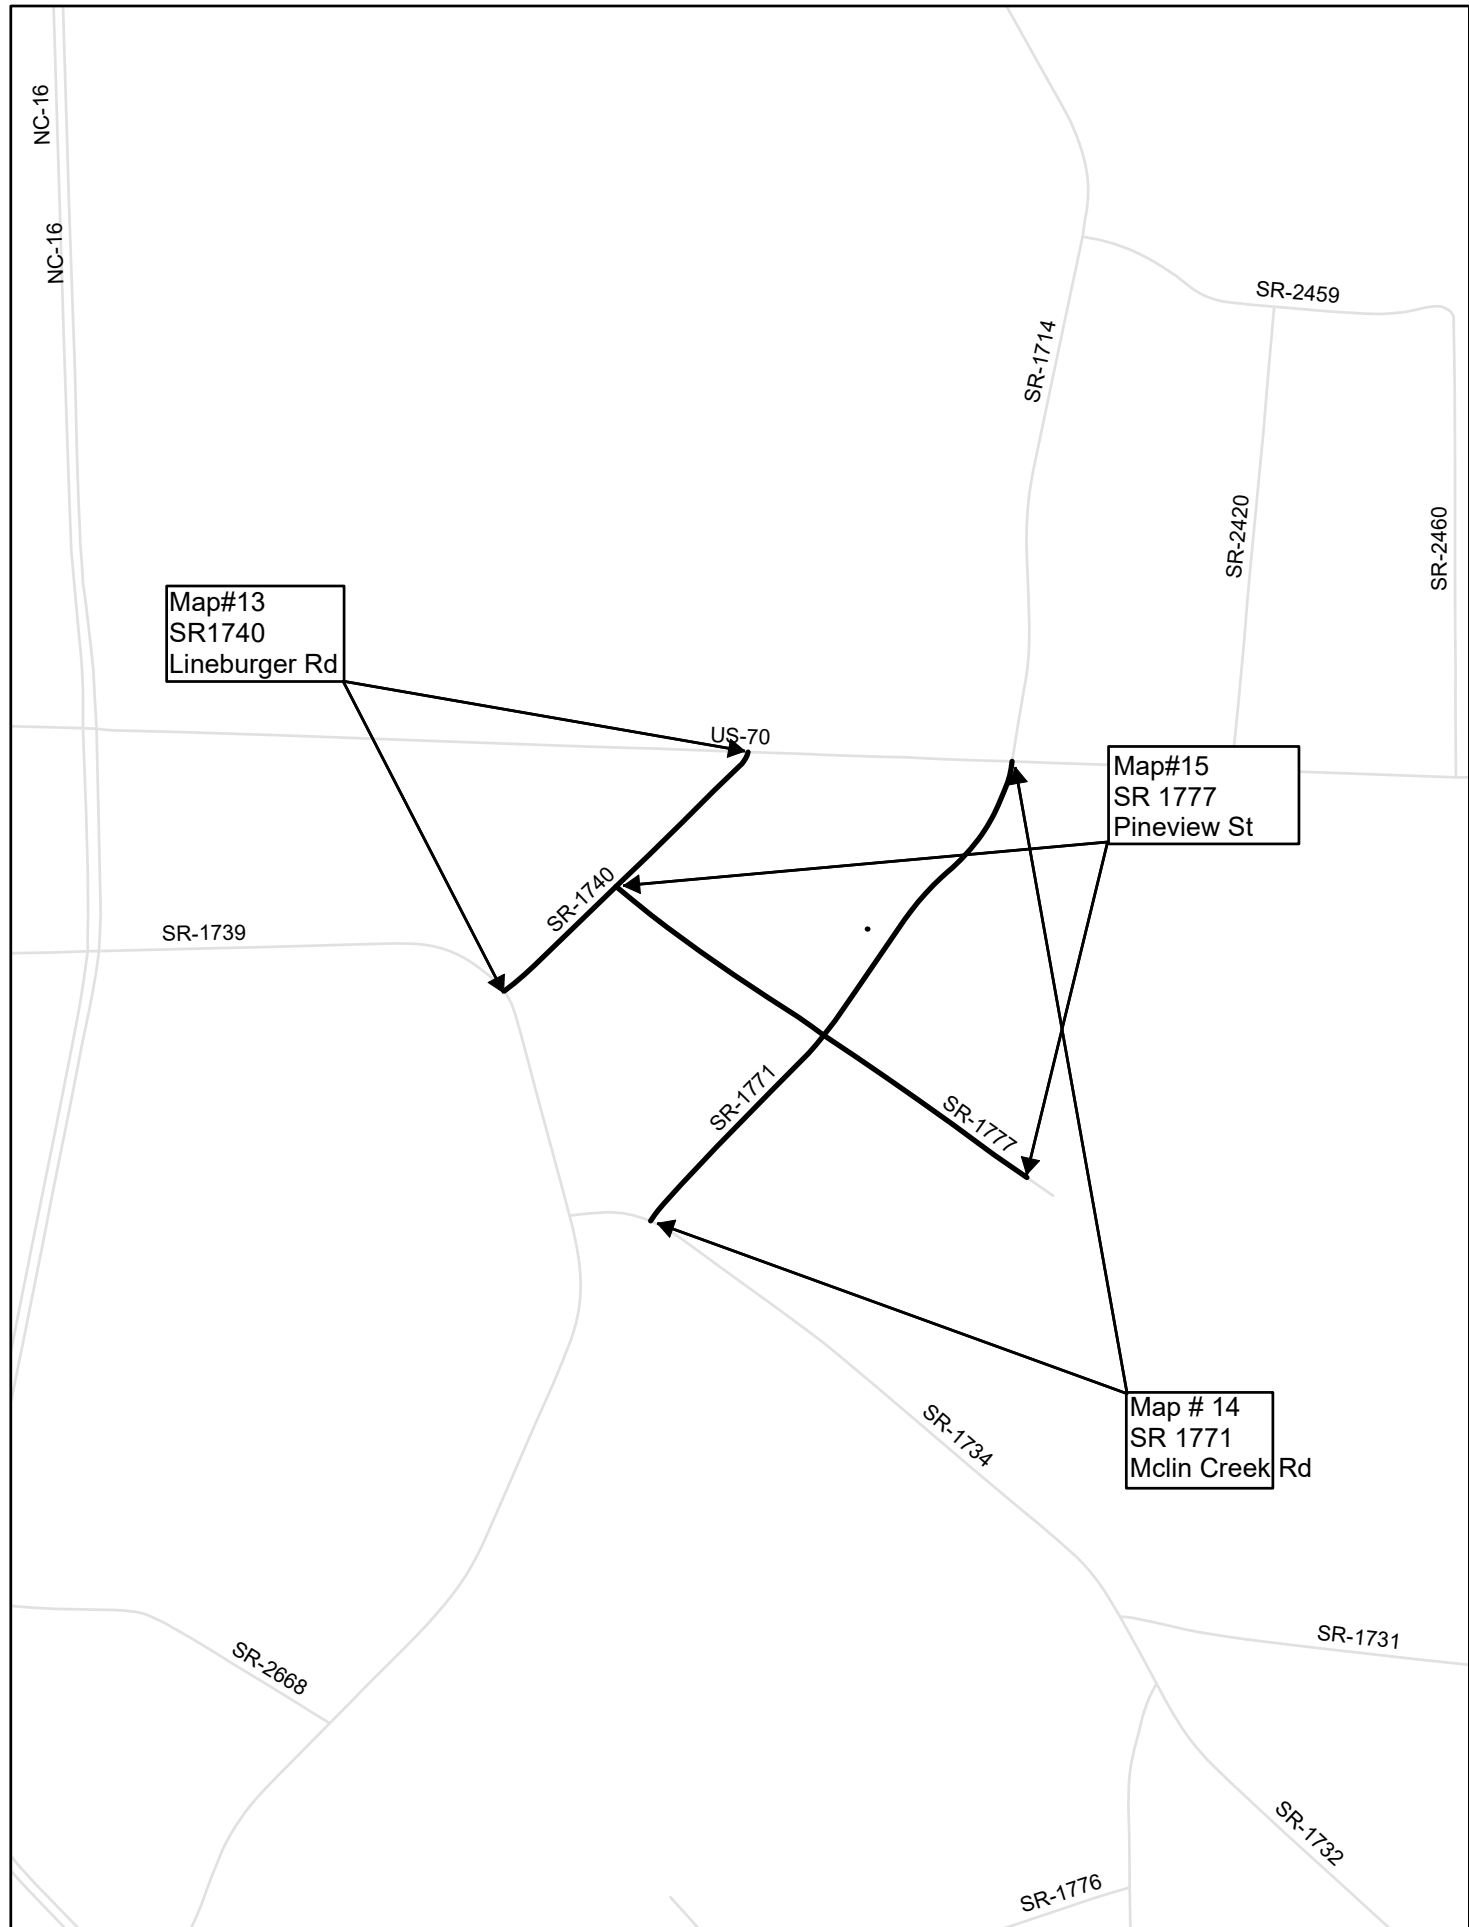 NC-16
NC-16
SR-2459
SR-1714
SR-2420
SR-2460
Map#13
SR1740
Lineburger Rd
US-70
Map#15
SR 1777
Pineview St
SR-1740
SR-1739
SR-1771
SR-1777
Map # 14
SR 1771
Mclin Creek Rd
SR-1734
SR-1731
SR-2668
SR-1732
SR-1776